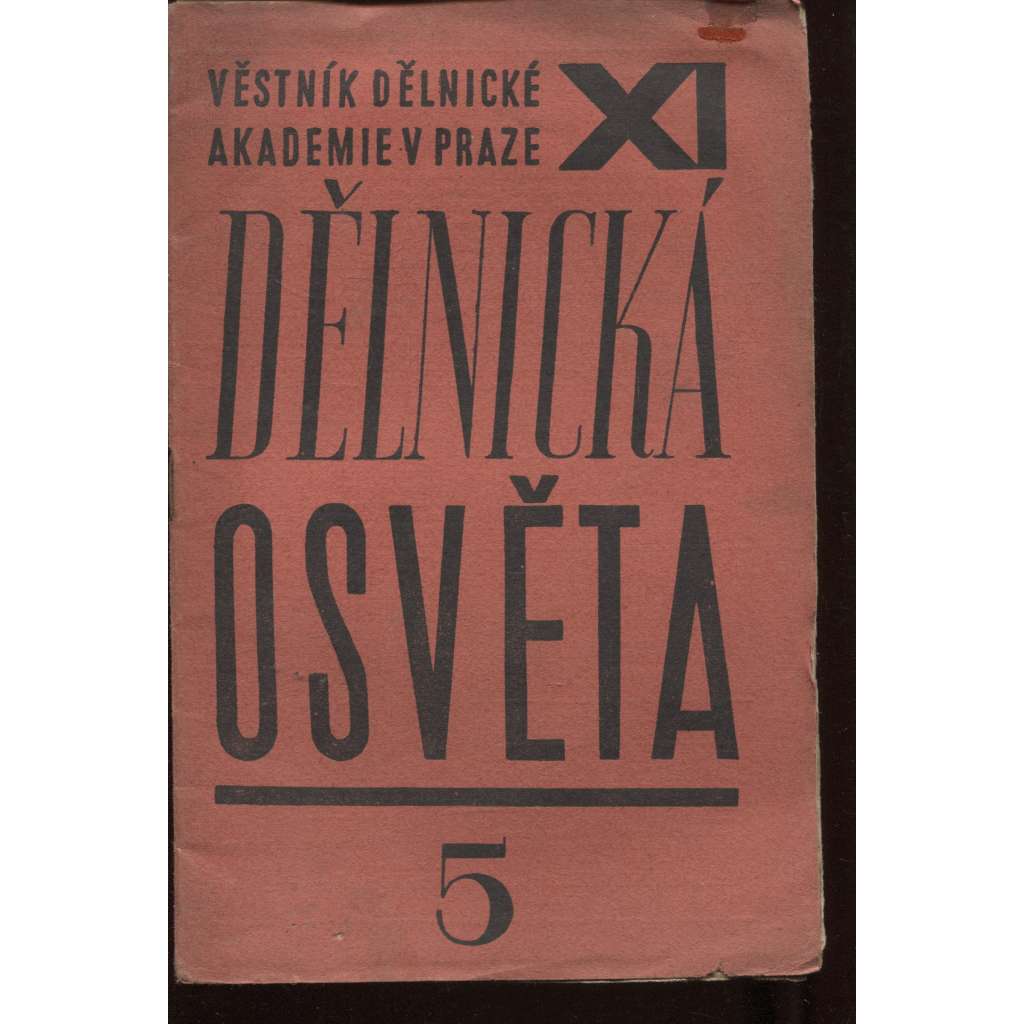 VĚSTNÍK DĚLNICKÉ XI
AKADEMIE V PRAZE
DĚLNICKÁ
OSVĚTA
5